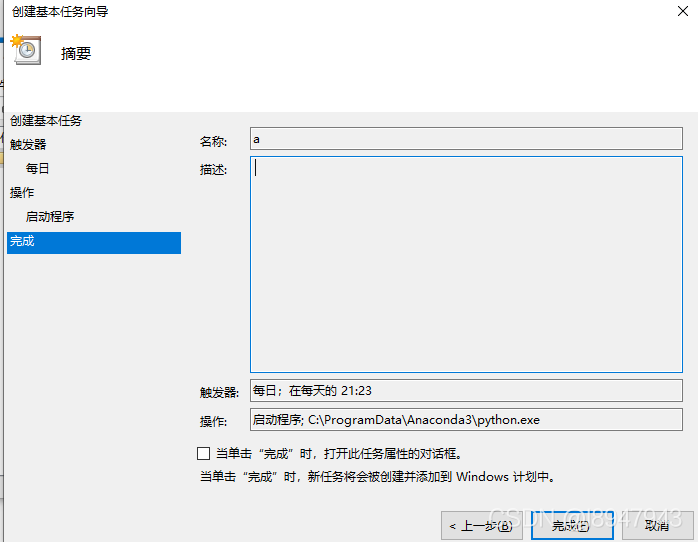 创建基本任务向导
摘要
创建基本任务
触发器
每日
操作
启动程序
完成
名称: a
描述:
触发器: 每日；在每天的 21:23
操作: 启动程序; C:\ProgramData\Anaconda3\python.exe
当单击“完成”时，打开此任务属性的对话框。
当单击“完成”时，新任务将会被创建并添加到 Windows 计划中。
< 上一步(B) 完成(F) 取消